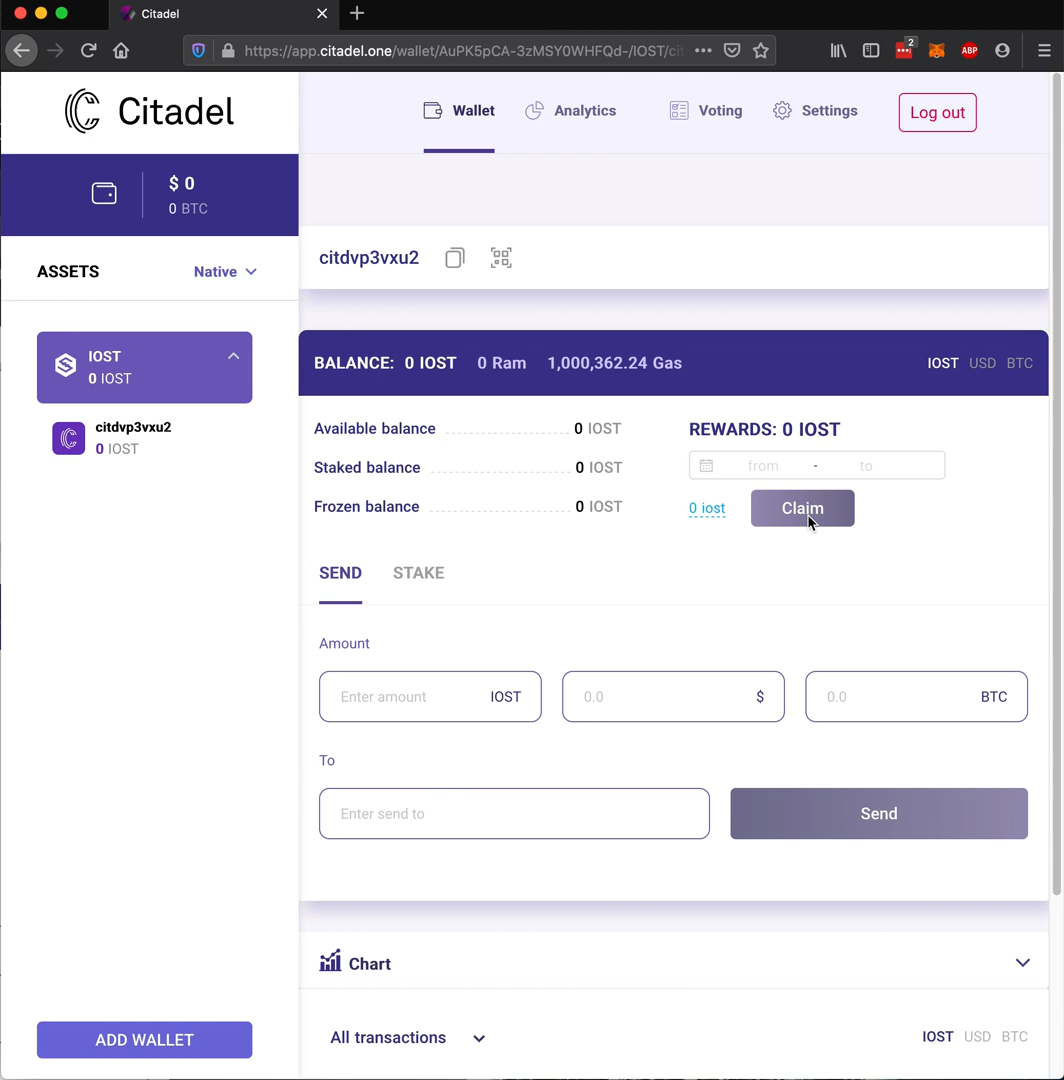 Citadel
https://app.citadel.one/wallet/AuPK5pCA-3zMSY0WHFQd-/IOST/cit
2
ABP
Citadel
Wallet
Analytics
Voting
Settings
Log out
$ 0
0 BTC
ASSETS
Native
citdvp3vxu2
IOST
0 IOST
citdvp3vxu2
0 IOST
BALANCE: 0 IOST 0 Ram 1,000,362.24 Gas
IOST USD BTC
Available balance 0 IOST
Staked balance 0 IOST
Frozen balance 0 IOST
REWARDS: 0 IOST
from - to
0 iost
Claim
SEND STAKE
Amount
Enter amount IOST
0.0 $
0.0 BTC
To
Enter send to
Send
Chart
All transactions
IOST USD BTC
ADD WALLET